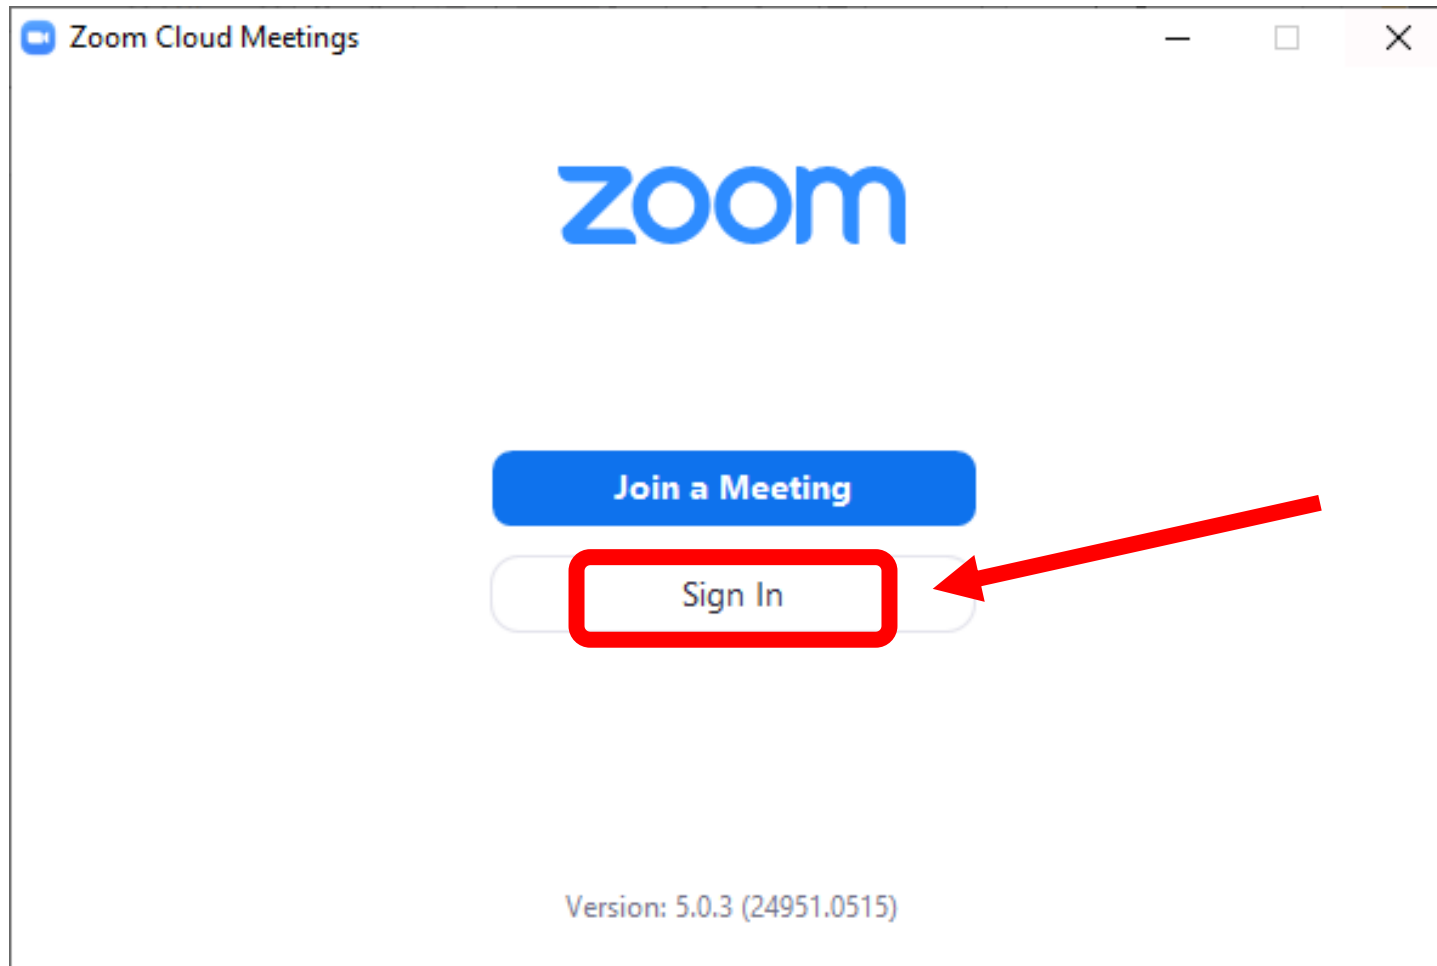 Zoom Cloud Meetings
zoom
Join a Meeting
Sign In
Version: 5.0.3 (24951.0515)